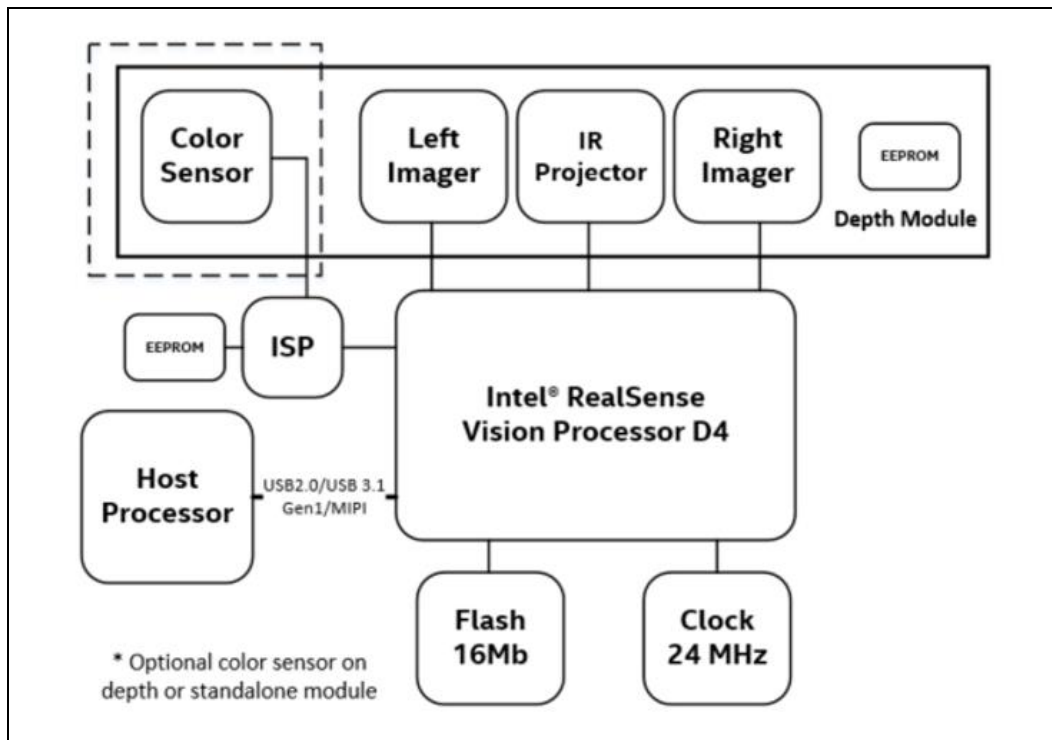 Color
Sensor
Left
Imager
IR
Projector
Right
Imager
EEPROM
Depth Module
EEPROM
ISP
Intel® RealSense
Vision Processor D4
Host
Processor
USB2.0/USB 3.1
Gen1/MIPI
Flash
16Mb
Clock
24 MHz
* Optional color sensor on
depth or standalone module